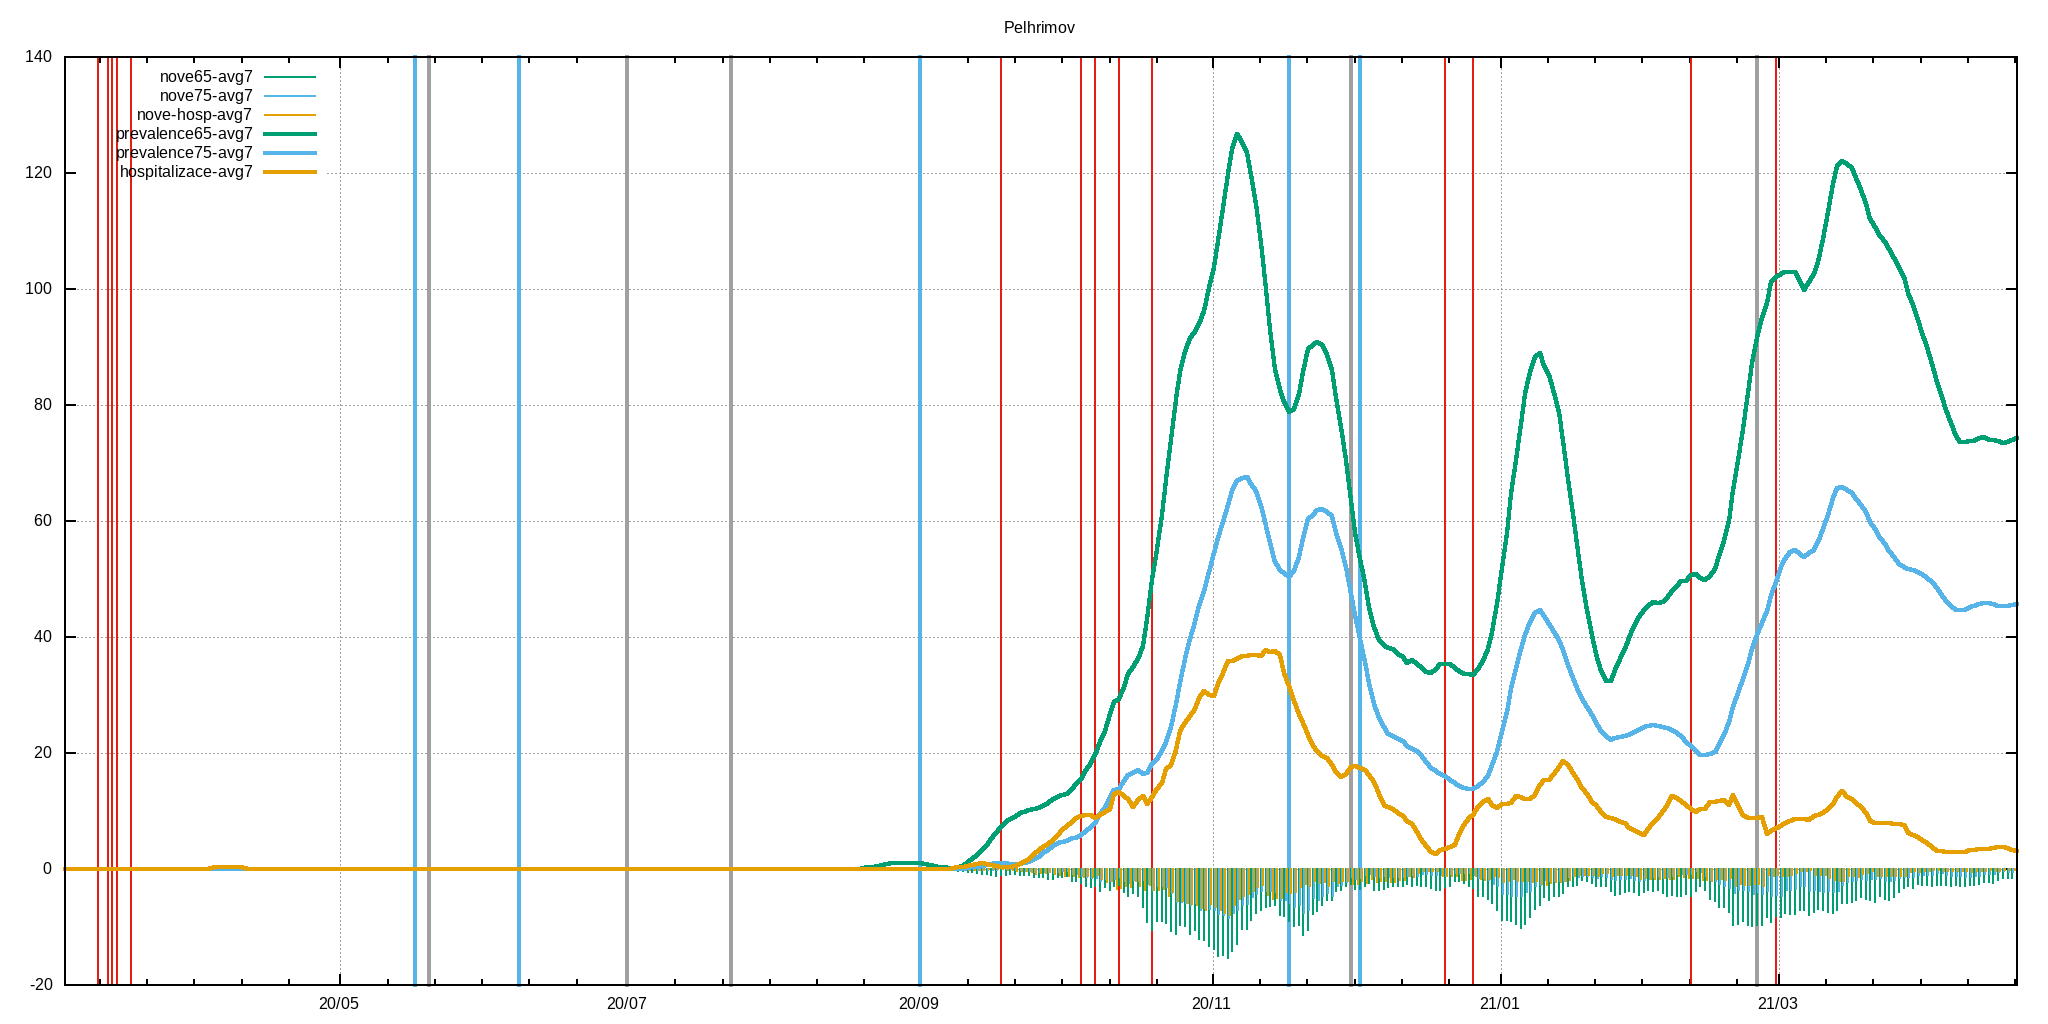 Pelhrimov
140
120
100
80
60
40
20
0
-20
nove65-avg7
nove75-avg7
nove-hosp-avg7
prevalence65-avg7
prevalence75-avg7
hospitalizace-avg7
20/05 20/07 20/09 20/11 21/01 21/03